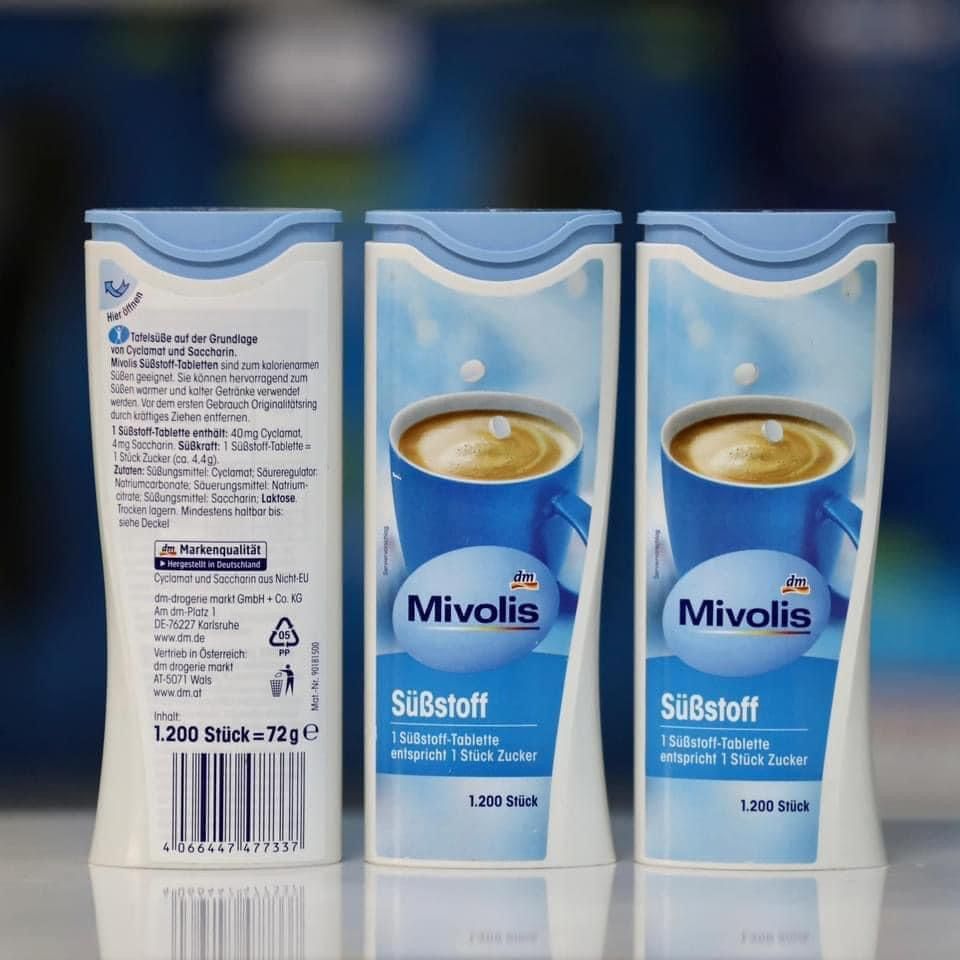 Hier öffnen
Tafelsüße auf der Grundlage
von Cyclamat und Saccharin.
Mivolis Süßstoff-Tabletten sind zum kalorienarmen
Süßen geeignet. Sie können hervorragend zum
Süßen warmer und kalter Getränke verwendet
werden. Vor dem ersten Gebrauch Originalitätsring
durch kräftiges Ziehen entfernen.
1 Süßstoff-Tablette enthält: 40 mg Cyclamat,
4 mg Saccharin. Süßkraft: 1 Süßstoff-Tablette =
1 Stück Zucker (ca. 4,4 g).
Zutaten: Süßungsmittel: Cyclamat; Säureregulator:
Natriumcarbonate; Säuerungsmittel: Natrium-
citrate; Süßungsmittel: Saccharin; Laktose.
Trocken lagern. Mindestens haltbar bis:
siehe Deckel
dm Markenqualität
Hergestellt in Deutschland
Cyclamat und Saccharin aus Nicht-EU
dm-drogerie markt GmbH + Co. KG
Am dm-Platz 1
DE-76227 Karlsruhe
www.dm.de
Vertrieb in Österreich:
dm drogerie markt
AT-5071 Wals
www.dm.at
05
PP
Mat.-Nr. 90181500
Inhalt:
1.200 Stück = 72 g ℮
4 066447 477337
Serviervorschlag
dm
Mivolis
Süßstoff
1 Süßstoff-Tablette
entspricht 1 Stück Zucker
1.200 Stück
Serviervorschlag
dm
Mivolis
Süßstoff
1 Süßstoff-Tablette
entspricht 1 Stück Zucker
1.200 Stück